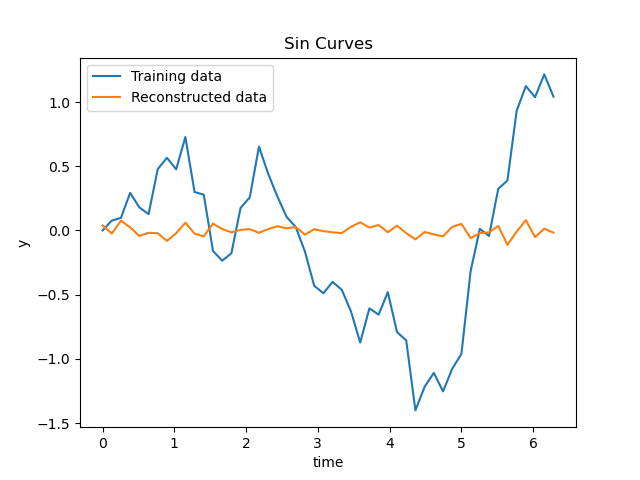 Sin Curves
Training data
Reconstructed data
1.0
0.5
0.0
−0.5
−1.0
−1.5
y
0 1 2 3 4 5 6
time